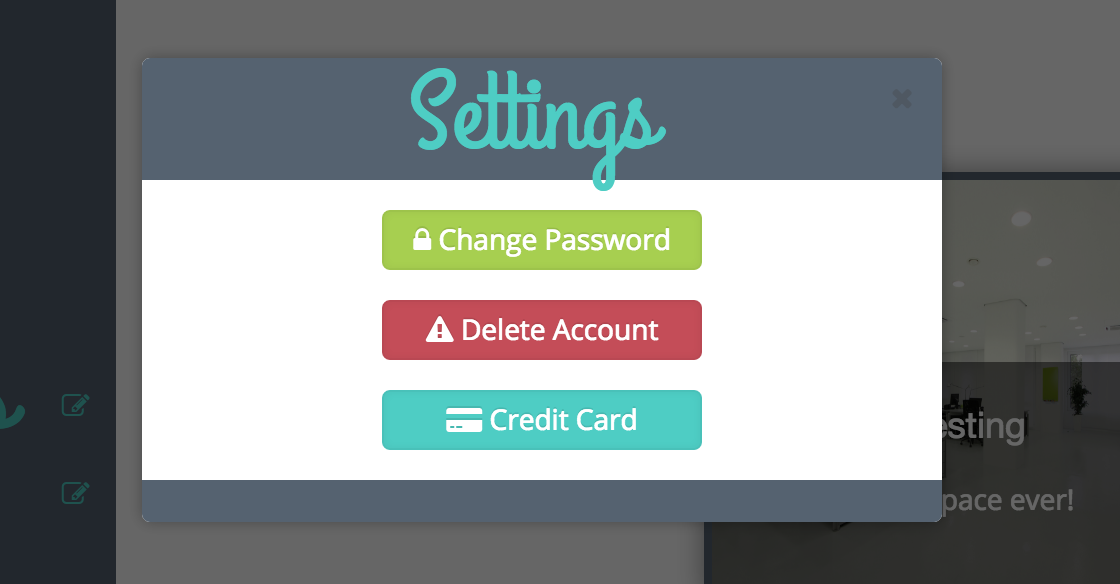 Settings
Change Password
Delete Account
Credit Card
esting
pace ever!